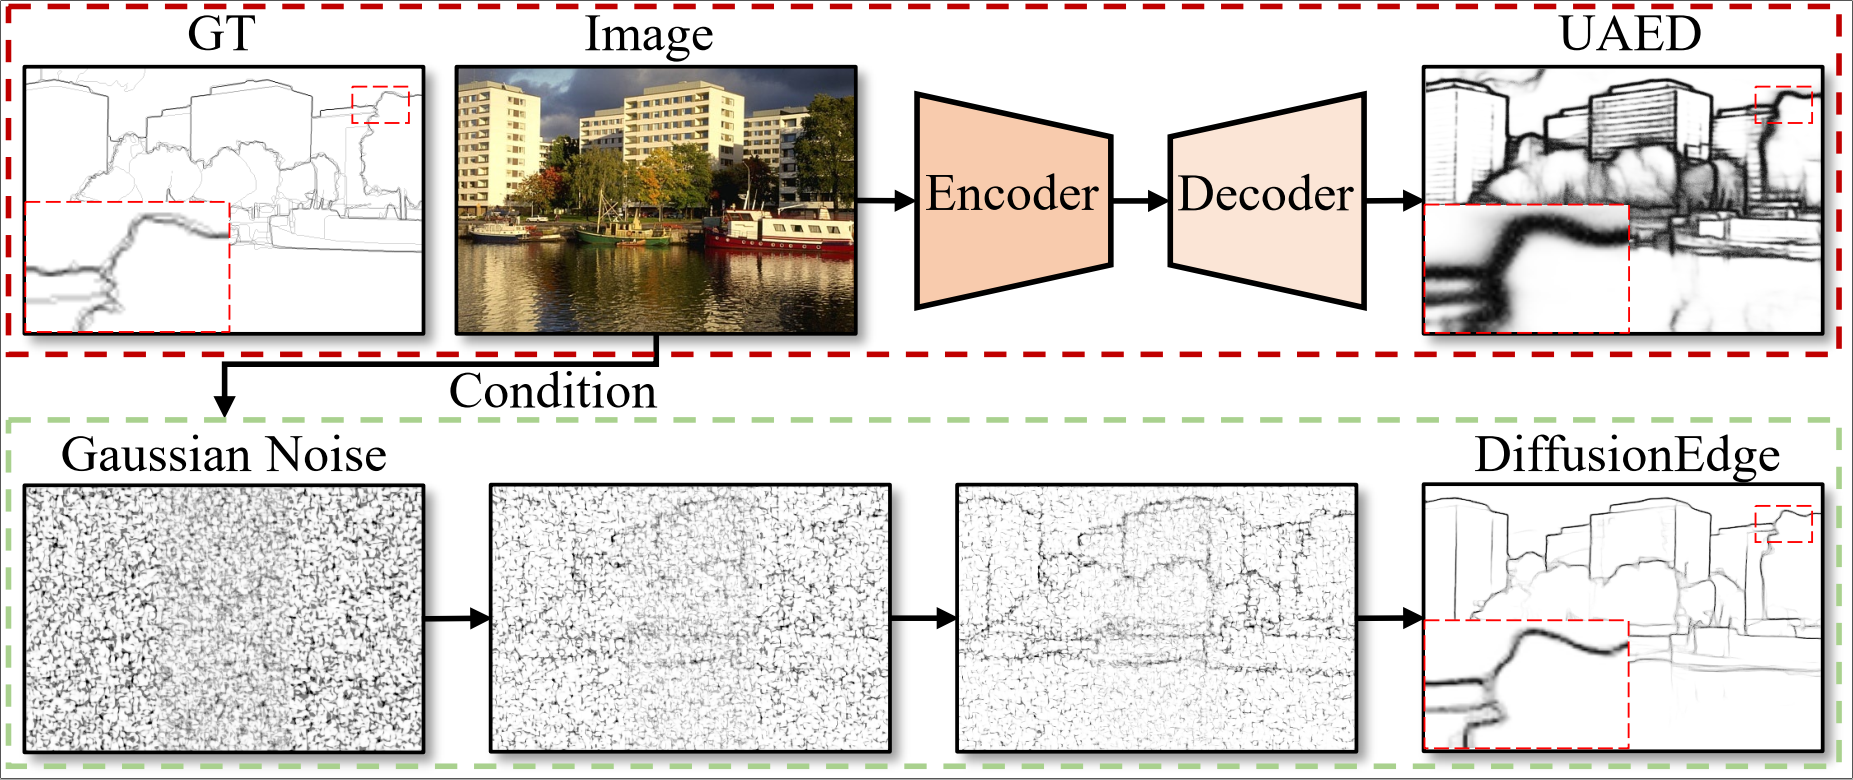 GT
Image
UAED
Encoder
Decoder
Condition
Gaussian Noise
DiffusionEdge